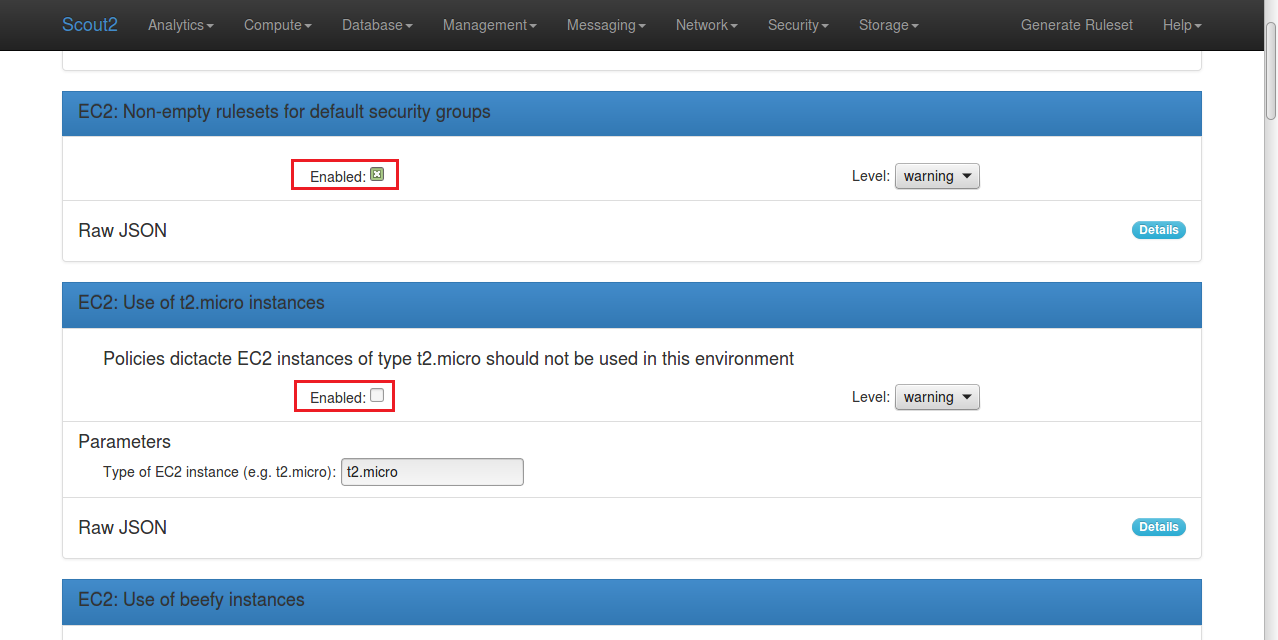 Scout2 Analytics Compute Database Management Messaging Network Security Storage Generate Ruleset Help
EC2: Non-empty rulesets for default security groups
Enabled: Level: warning
Raw JSON Details
EC2: Use of t2.micro instances
Policies dictacte EC2 instances of type t2.micro should not be used in this environment
Enabled: Level: warning
Parameters
Type of EC2 instance (e.g. t2.micro): t2.micro
Raw JSON Details
EC2: Use of beefy instances